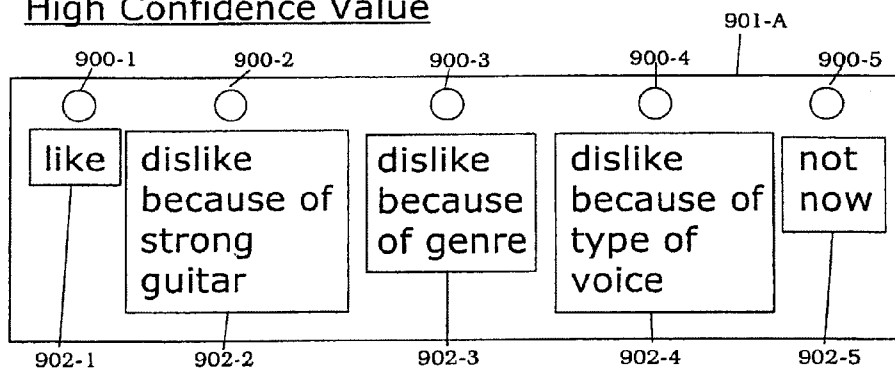 High Confidence Value
901-A
900-1 900-2 900-3 900-4 900-5
like
dislike
because of
strong
guitar
dislike
because
of genre
dislike
because of
type of
voice
not
now
902-1 902-2 902-3 902-4 902-5